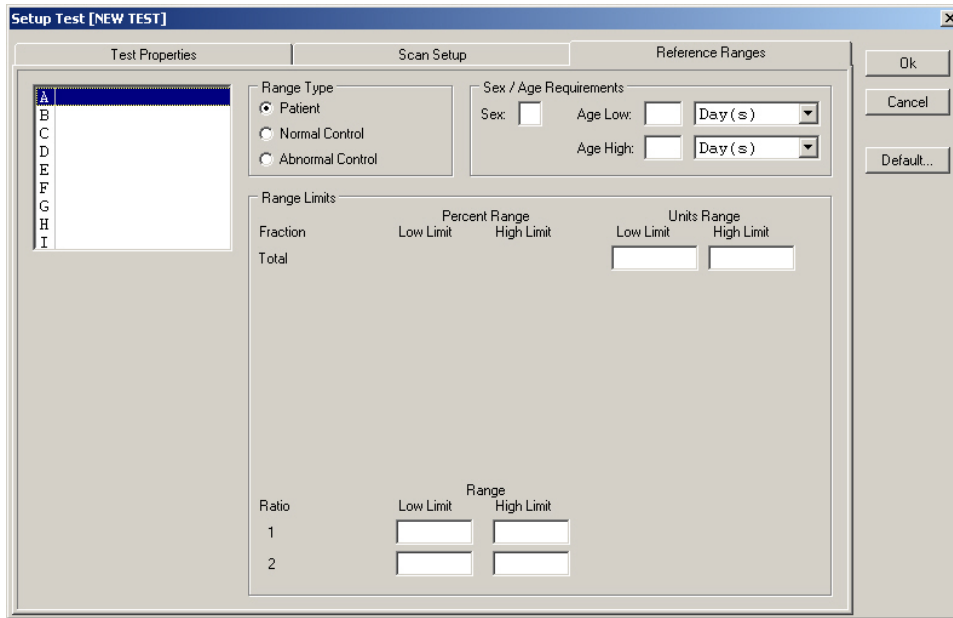 Setup Test [NEW TEST]
Test Properties
Scan Setup
Reference Ranges
Ok
Cancel
Default...
A
B
C
D
E
F
G
H
I
Range Type
Patient
Normal Control
Abnormal Control
Sex / Age Requirements
Sex:
Age Low:
Day(s)
Age High:
Day(s)
Range Limits
Percent Range
Units Range
Fraction
Low Limit
High Limit
Low Limit
High Limit
Total
Range
Ratio
Low Limit
High Limit
1
2